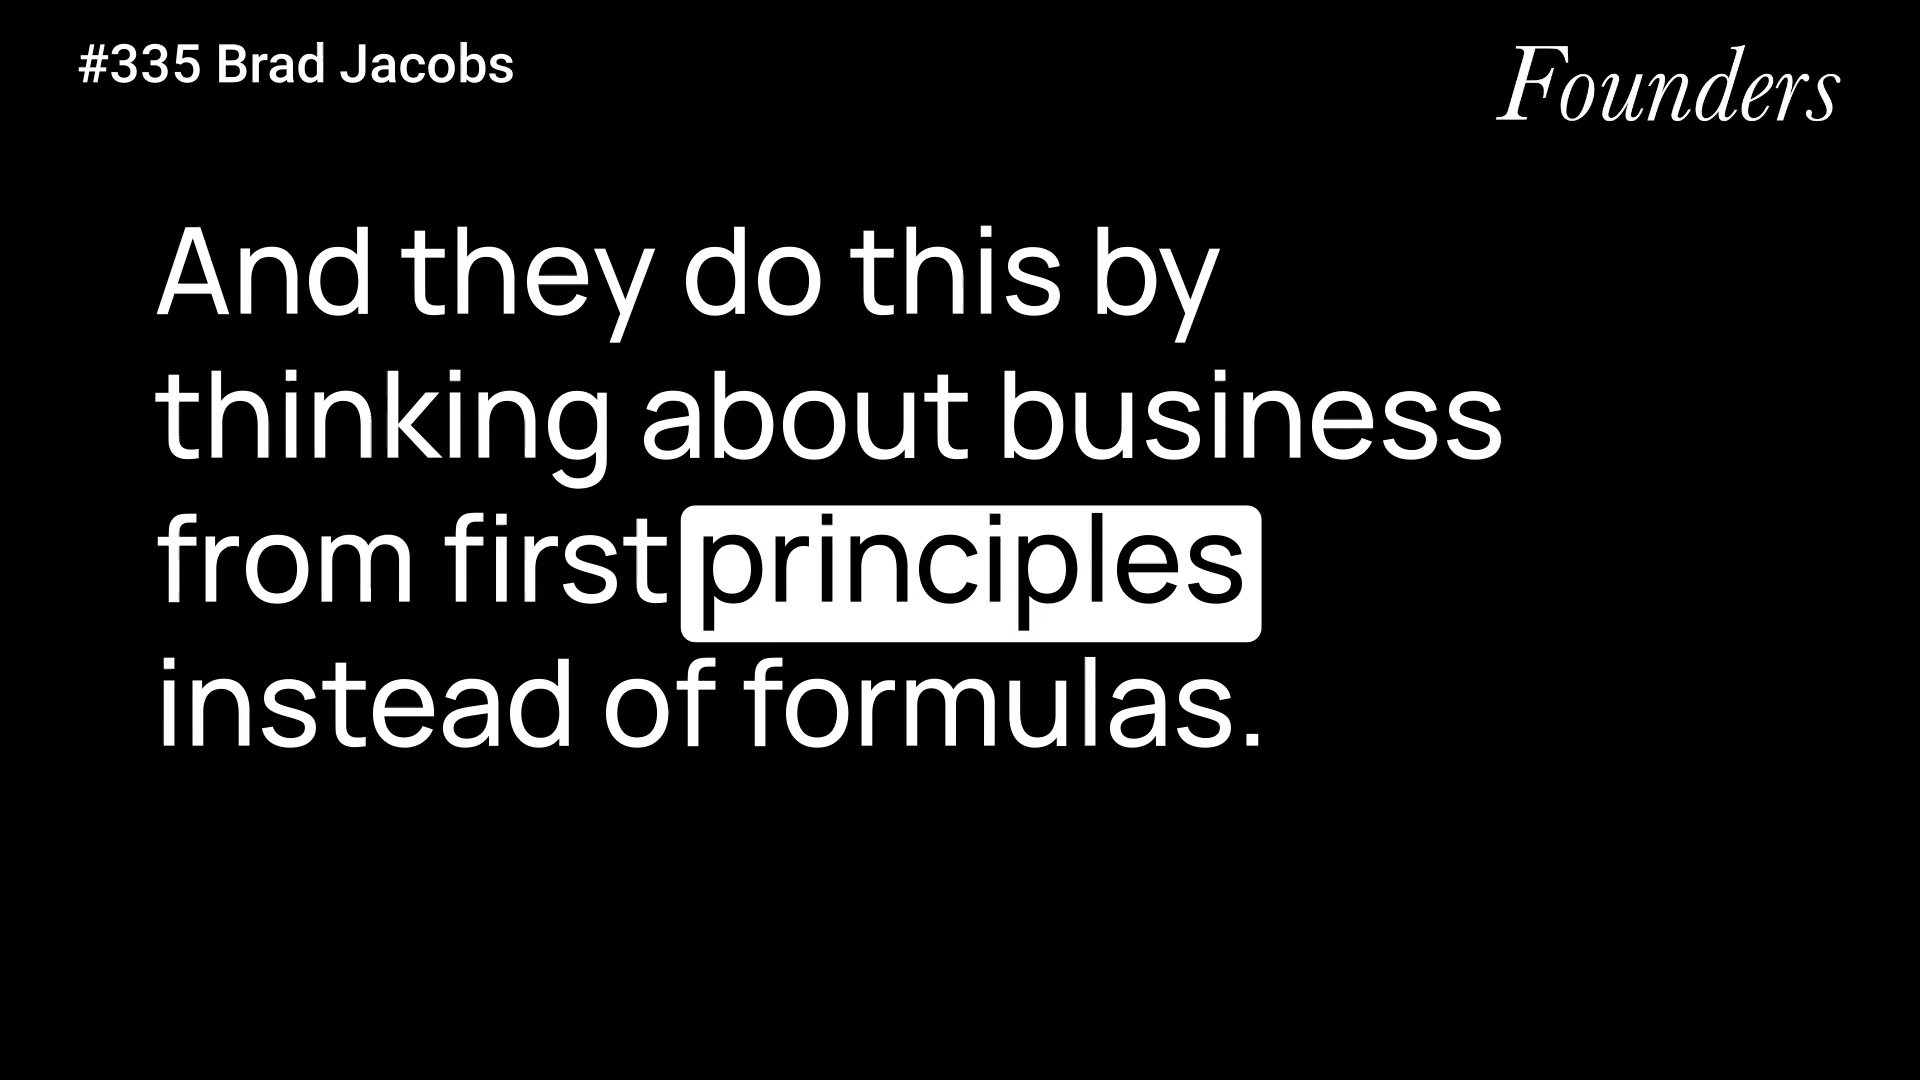 #335 Brad Jacobs
Founders
And they do this by
thinking about business
from first principles
instead of formulas.